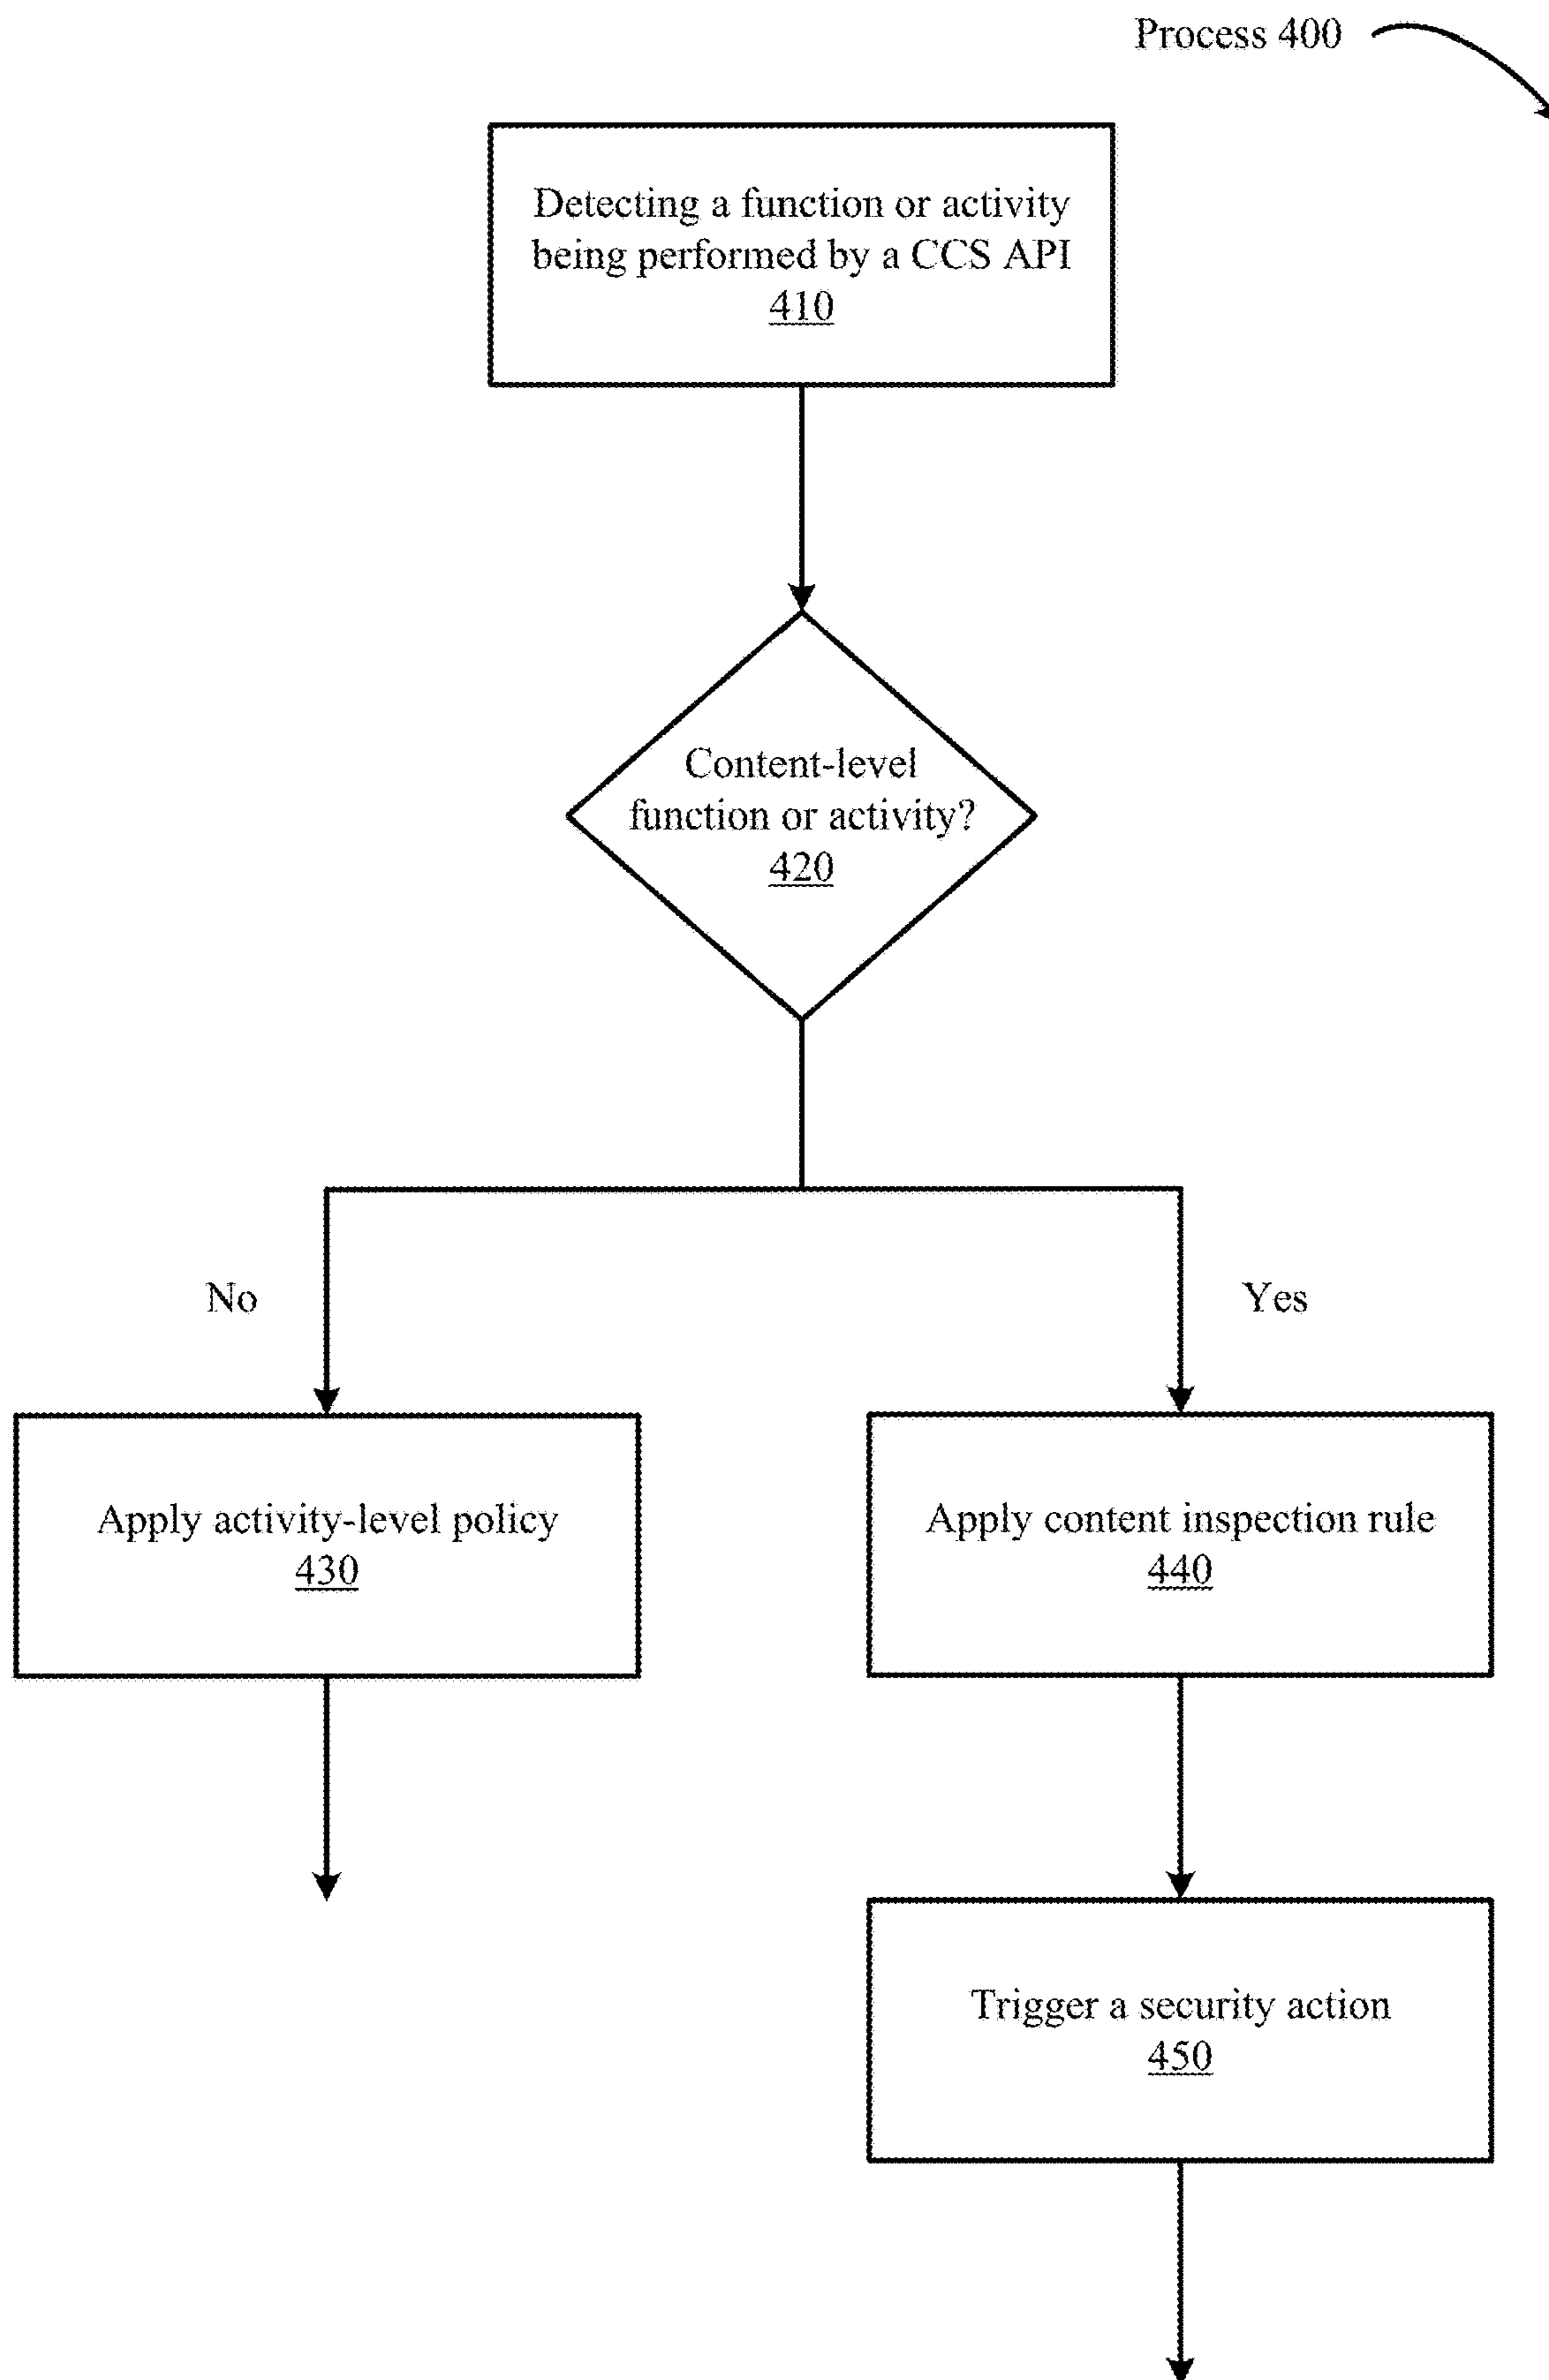 Process 400
Detecting a function or activity
being performed by a CCS API
410
Content-level
function or activity?
420
No
Yes
Apply activity-level policy
430
Apply content inspection rule
440
Trigger a security action
450